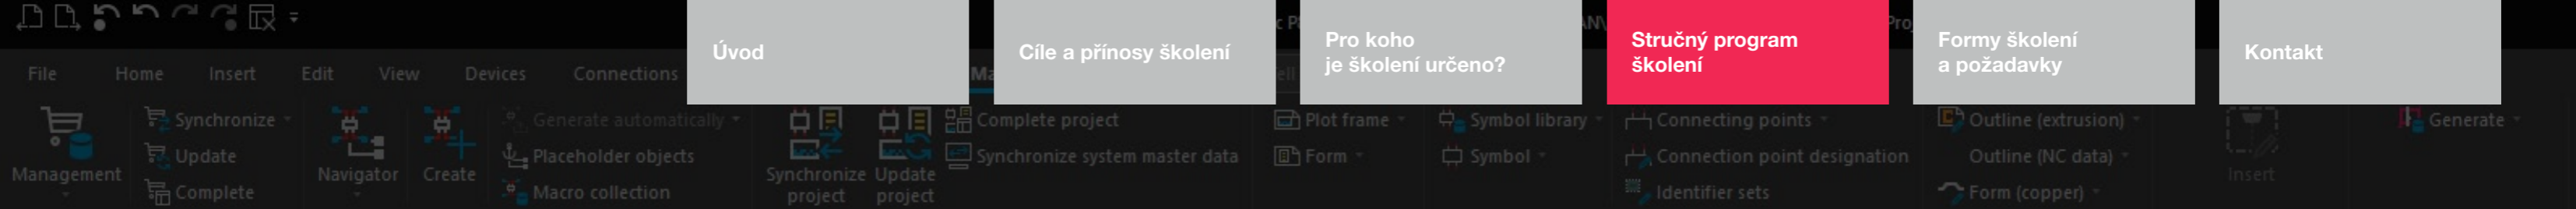 Úvod
Cíle a přínosy školení
Pro koho
je školení určeno?
Stručný program
školení
Formy školení
a požadavky
Kontakt
File Home Insert Edit View Devices Connections
Management
Synchronize
Update
Complete
Navigator
Create
Generate automatically
Placeholder objects
Macro collection
Synchronize
project
Update
project
Complete project
Synchronize system master data
Plot frame
Form
Symbol library
Symbol
Connecting points
Connection point designation
Identifier sets
Outline (extrusion)
Outline (NC data)
Form (copper)
Insert
Generate